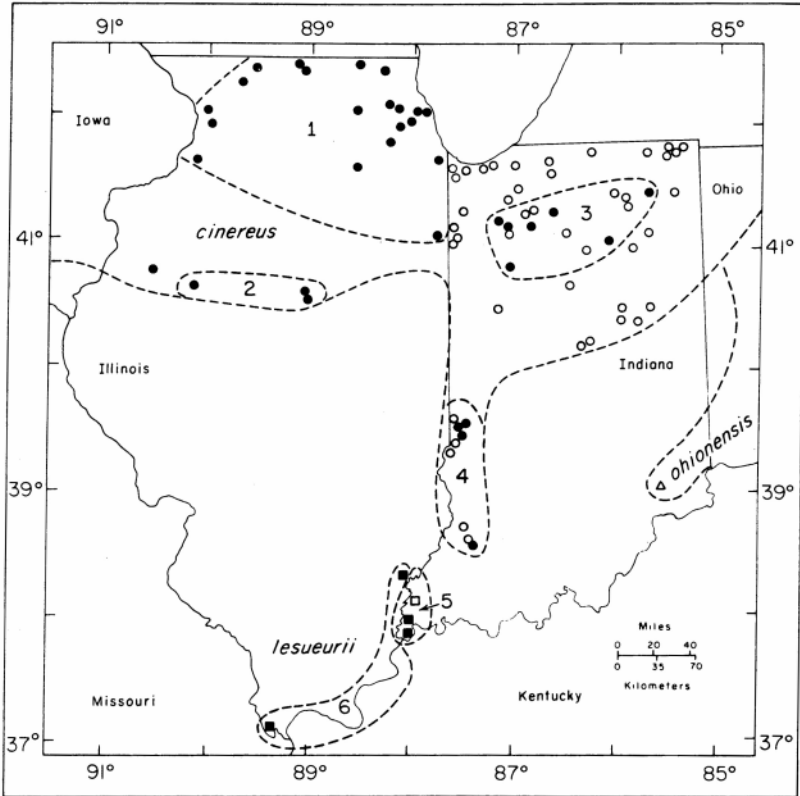 91° 89° 87° 85°
Iowa
1
Ohio
3
cinereus
41° 41°
2
Illinois
Indiana
ohionensis
4
39° 39°
5
Miles
0 20 40
lesueurii
0 35 70
Kilometers
Missouri
6
Kentucky
37° 37°
91° 89° 87° 85°